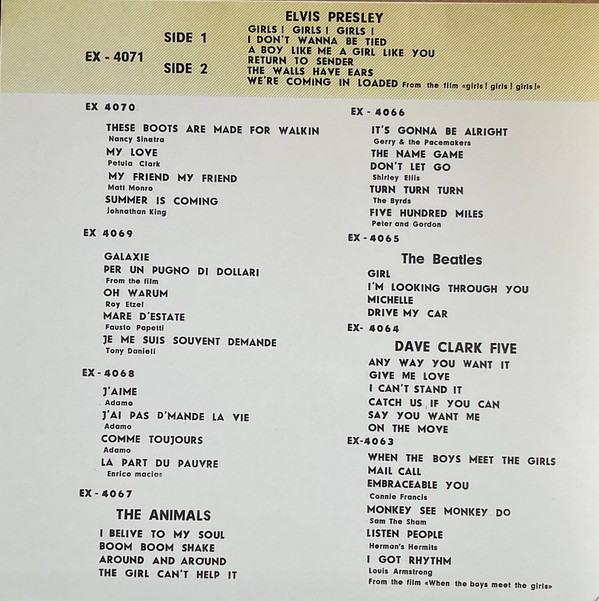 ELVIS PRESLEY
EX - 4071
SIDE 1
GIRLS! GIRLS! GIRLS!
I DON'T WANNA BE TIED
A BOY LIKE ME A GIRL LIKE YOU
SIDE 2
RETURN TO SENDER
THE WALLS HAVE EARS
WE'RE COMING IN LOADED From the film «girls! girls! girls!»
EX 4070
THESE BOOTS ARE MADE FOR WALKIN
Nancy Sinatra
MY LOVE
Petula Clark
MY FRIEND MY FRIEND
Matt Monro
SUMMER IS COMING
Johnathan King
EX 4069
GALAXIE
PER UN PUGNO DI DOLLARI
From the film
OH WARUM
Roy Etzel
MARE D'ESTATE
Fausto Papetti
JE ME SUIS SOUVENT DEMANDE
Tony Danieli
EX - 4068
J'AIME
Adamo
J'AI PAS D'MANDE LA VIE
Adamo
COMME TOUJOURS
Adamo
LA PART DU PAUVRE
Enrico macias
EX - 4067
THE ANIMALS
I BELIVE TO MY SOUL
BOOM BOOM SHAKE
AROUND AND AROUND
THE GIRL CAN'T HELP IT
EX - 4066
IT'S GONNA BE ALRIGHT
Gerry & the Pacemakers
THE NAME GAME
DON'T LET GO
Shirley Ellis
TURN TURN TURN
The Byrds
FIVE HUNDRED MILES
Peter and Gordon
EX - 4065
The Beatles
GIRL
I'M LOOKING THROUGH YOU
MICHELLE
DRIVE MY CAR
EX- 4064
DAVE CLARK FIVE
ANY WAY YOU WANT IT
GIVE ME LOVE
I CAN'T STAND IT
CATCH US IF YOU CAN
SAY YOU WANT ME
ON THE MOVE
EX-4063
WHEN THE BOYS MEET THE GIRLS
MAIL CALL
EMBRACEABLE YOU
Connie Francis
MONKEY SEE MONKEY DO
Sam The Sham
LISTEN PEOPLE
Herman's Hermits
I GOT RHYTHM
Louis Armstrong
From the film «When the boys meet the girls»